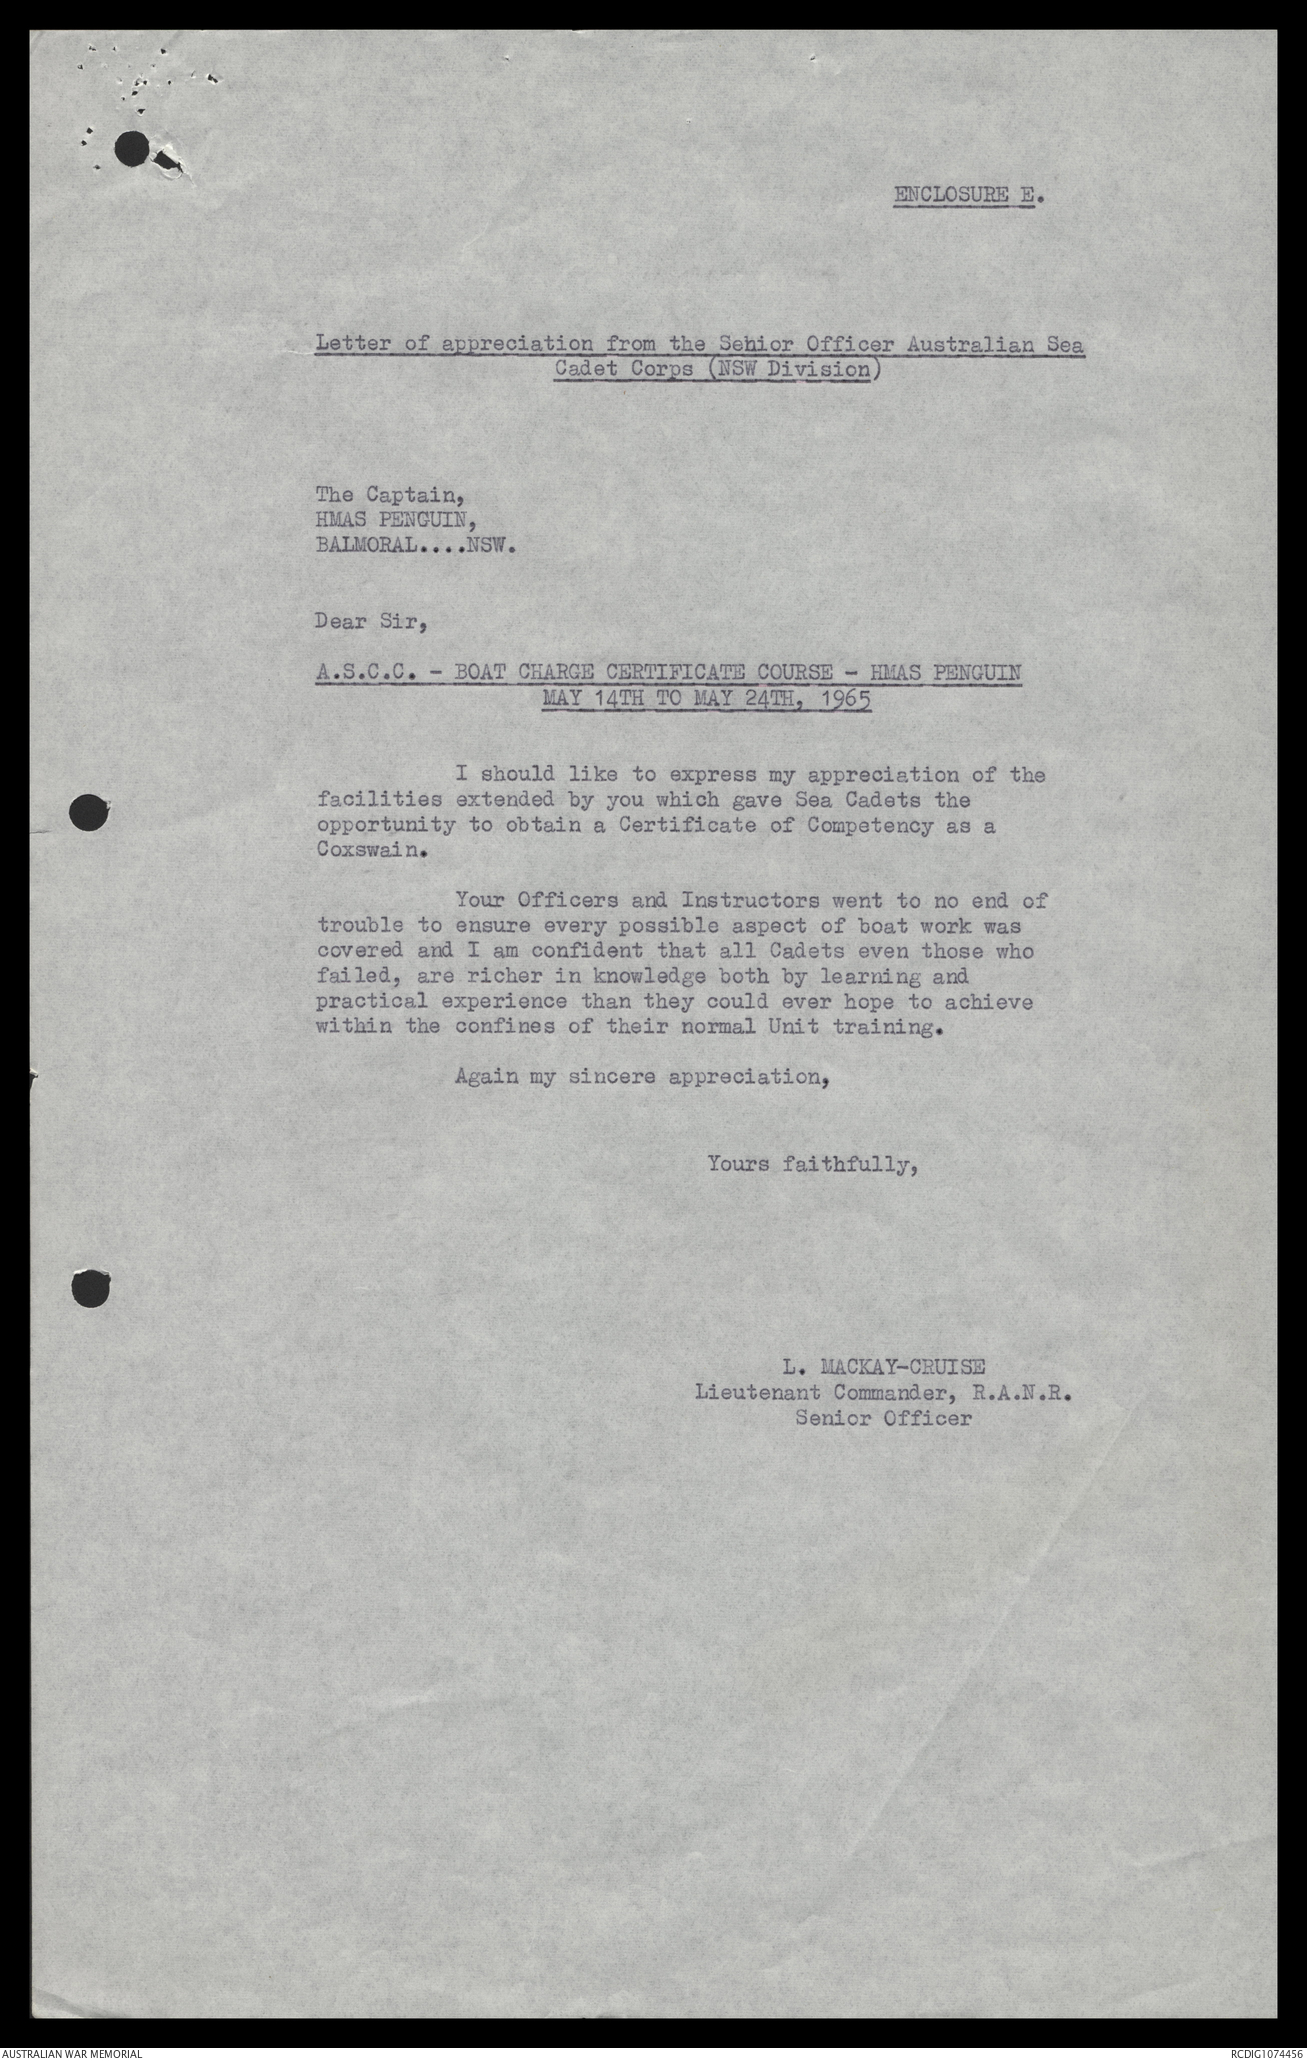 ENCLOSURE E.
Letter of appreciation from the Senior Officer Australian Sea
Cadet Corps (NSW Division)
The Captain,
HMAS PENGUIN,
BALMORAL....NSW.
Dear Sir,
A.S.C.C. - BOAT CHARGE CERTIFICATE COURSE - HMAS PENGUIN
MAY 14TH TO MAY 24TH, 1965
I should like to express my appreciation of the
facilities extended by you which gave Sea Cadets the
opportunity to obtain a Certificate of Competency as a
Coxswain.
Your Officers and Instructors went to no end of
trouble to ensure every possible aspect of boat work was
covered and I am confident that all Cadets even those who
failed, are richer in knowledge both by learning and
practical experience than they could ever hope to achieve
within the confines of their normal Unit training.
Again my sincere appreciation,
Yours faithfully,
L. MACKAY-CRUISE
Lieutenant Commander, R.A.N.R.
Senior Officer
AUSTRALIAN WAR MEMORIAL
RCDIG1074456